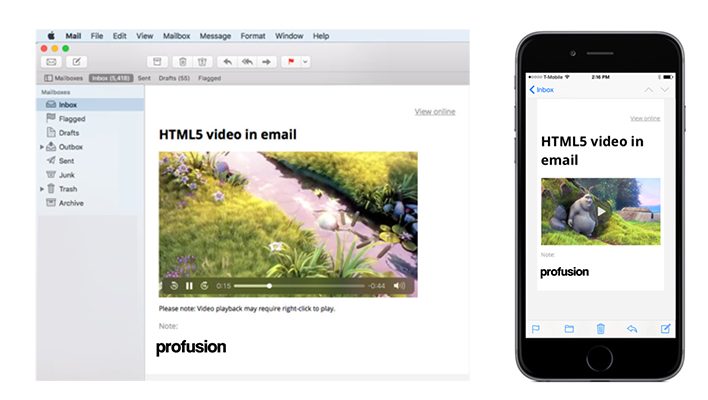 Mail File Edit View Mailbox Message Format Window Help
Mailboxes Inbox (5,418) Sent Drafts (55) Flagged
Mailboxes
Inbox
Flagged
Drafts
Outbox
Sent
Junk
Trash
Archive
View online
HTML5 video in email
0:15 -0:44
Please note: Video playback may require right-click to play.
Note:
profusion
T-Mobile 2:16 PM
Inbox
View online
HTML5 video in
email
Note:
profusion